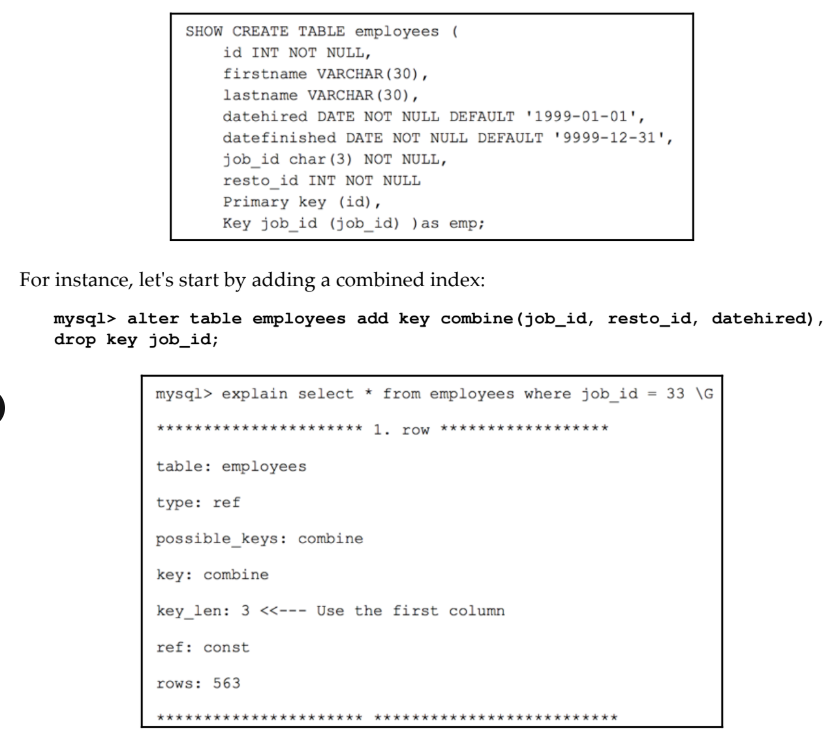 SHOW CREATE TABLE employees (
id INT NOT NULL,
firstname VARCHAR(30),
lastname VARCHAR(30),
datehired DATE NOT NULL DEFAULT '1999-01-01',
datefinished DATE NOT NULL DEFAULT '9999-12-31',
job_id char(3) NOT NULL,
resto_id INT NOT NULL
Primary key (id),
Key job_id (job_id) )as emp;
For instance, let's start by adding a combined index:
mysql> alter table employees add key combine(job_id, resto_id, datehired),
drop key job_id;
mysql> explain select * from employees where job_id = 33 \G
********************** 1. row ******************
table: employees
type: ref
possible_keys: combine
key: combine
key_len: 3 <<--- Use the first column
ref: const
rows: 563
********************** **************************